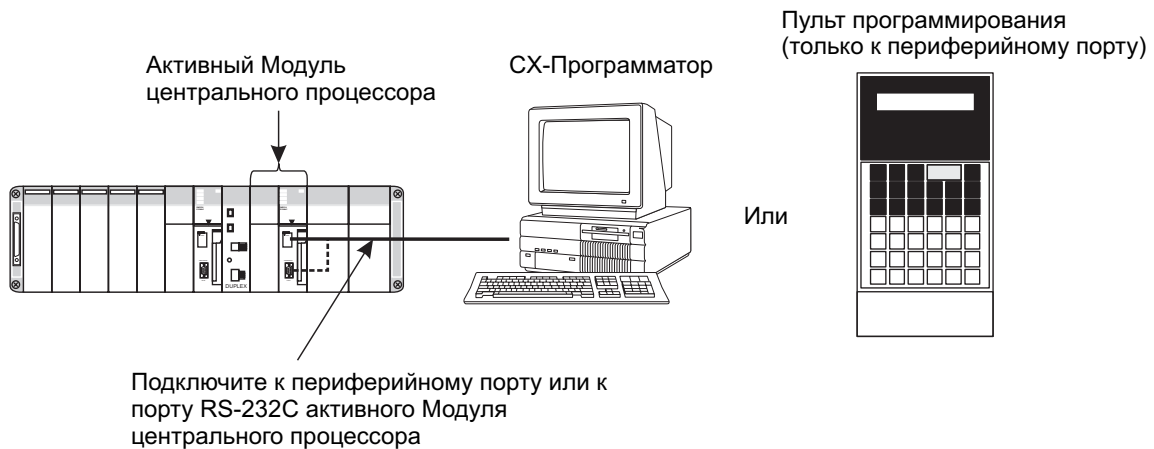 Пульт программирования
(только к периферийному порту)
Активный Модуль
центрального процессора
СХ-Программатор
Или
DUPLEX
Подключите к периферийному порту или к
порту RS-232C активного Модуля
центрального процессора